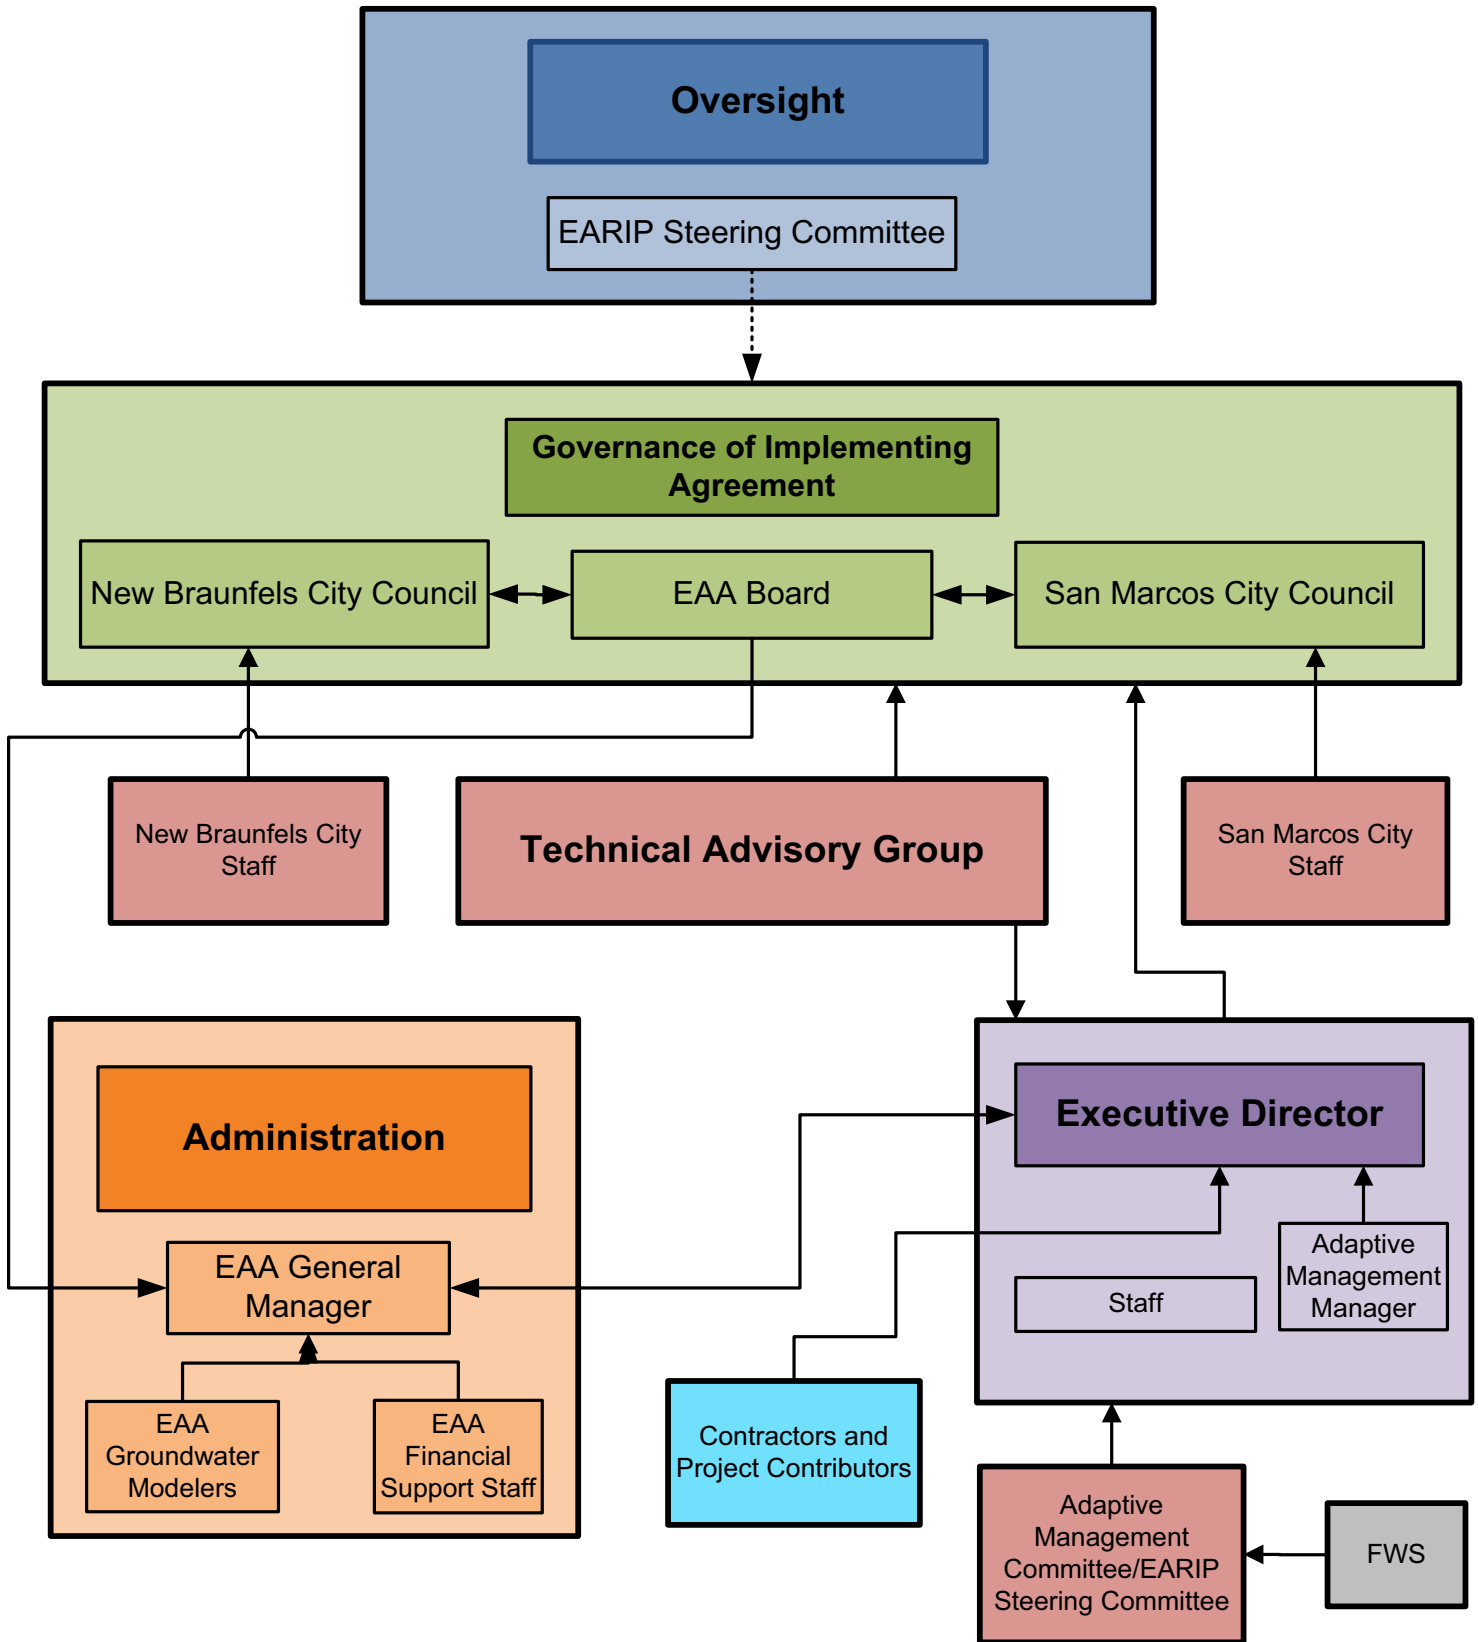 Oversight
EARIP Steering Committee
Governance of Implementing
Agreement
New Braunfels City Council
EAA Board
San Marcos City Council
New Braunfels City
Staff
Technical Advisory Group
San Marcos City
Staff
Administration
EAA General
Manager
EAA
Groundwater
Modelers
EAA
Financial
Support Staff
Executive Director
Staff
Adaptive
Management
Manager
Contractors and
Project Contributors
Adaptive
Management
Committee/EARIP
Steering Committee
FWS